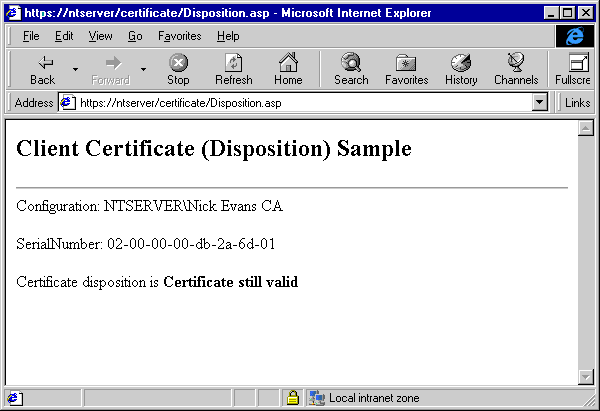 https://ntserver/certificate/Disposition.asp - Microsoft Internet Explorer
File Edit View Go Favorites Help
Back Forward Stop Refresh Home Search Favorites History Channels Fullscre
Address https://ntserver/certificate/Disposition.asp Links
Client Certificate (Disposition) Sample
Configuration: NTSERVER\Nick Evans CA
SerialNumber: 02-00-00-00-db-2a-6d-01
Certificate disposition is Certificate still valid
Local intranet zone